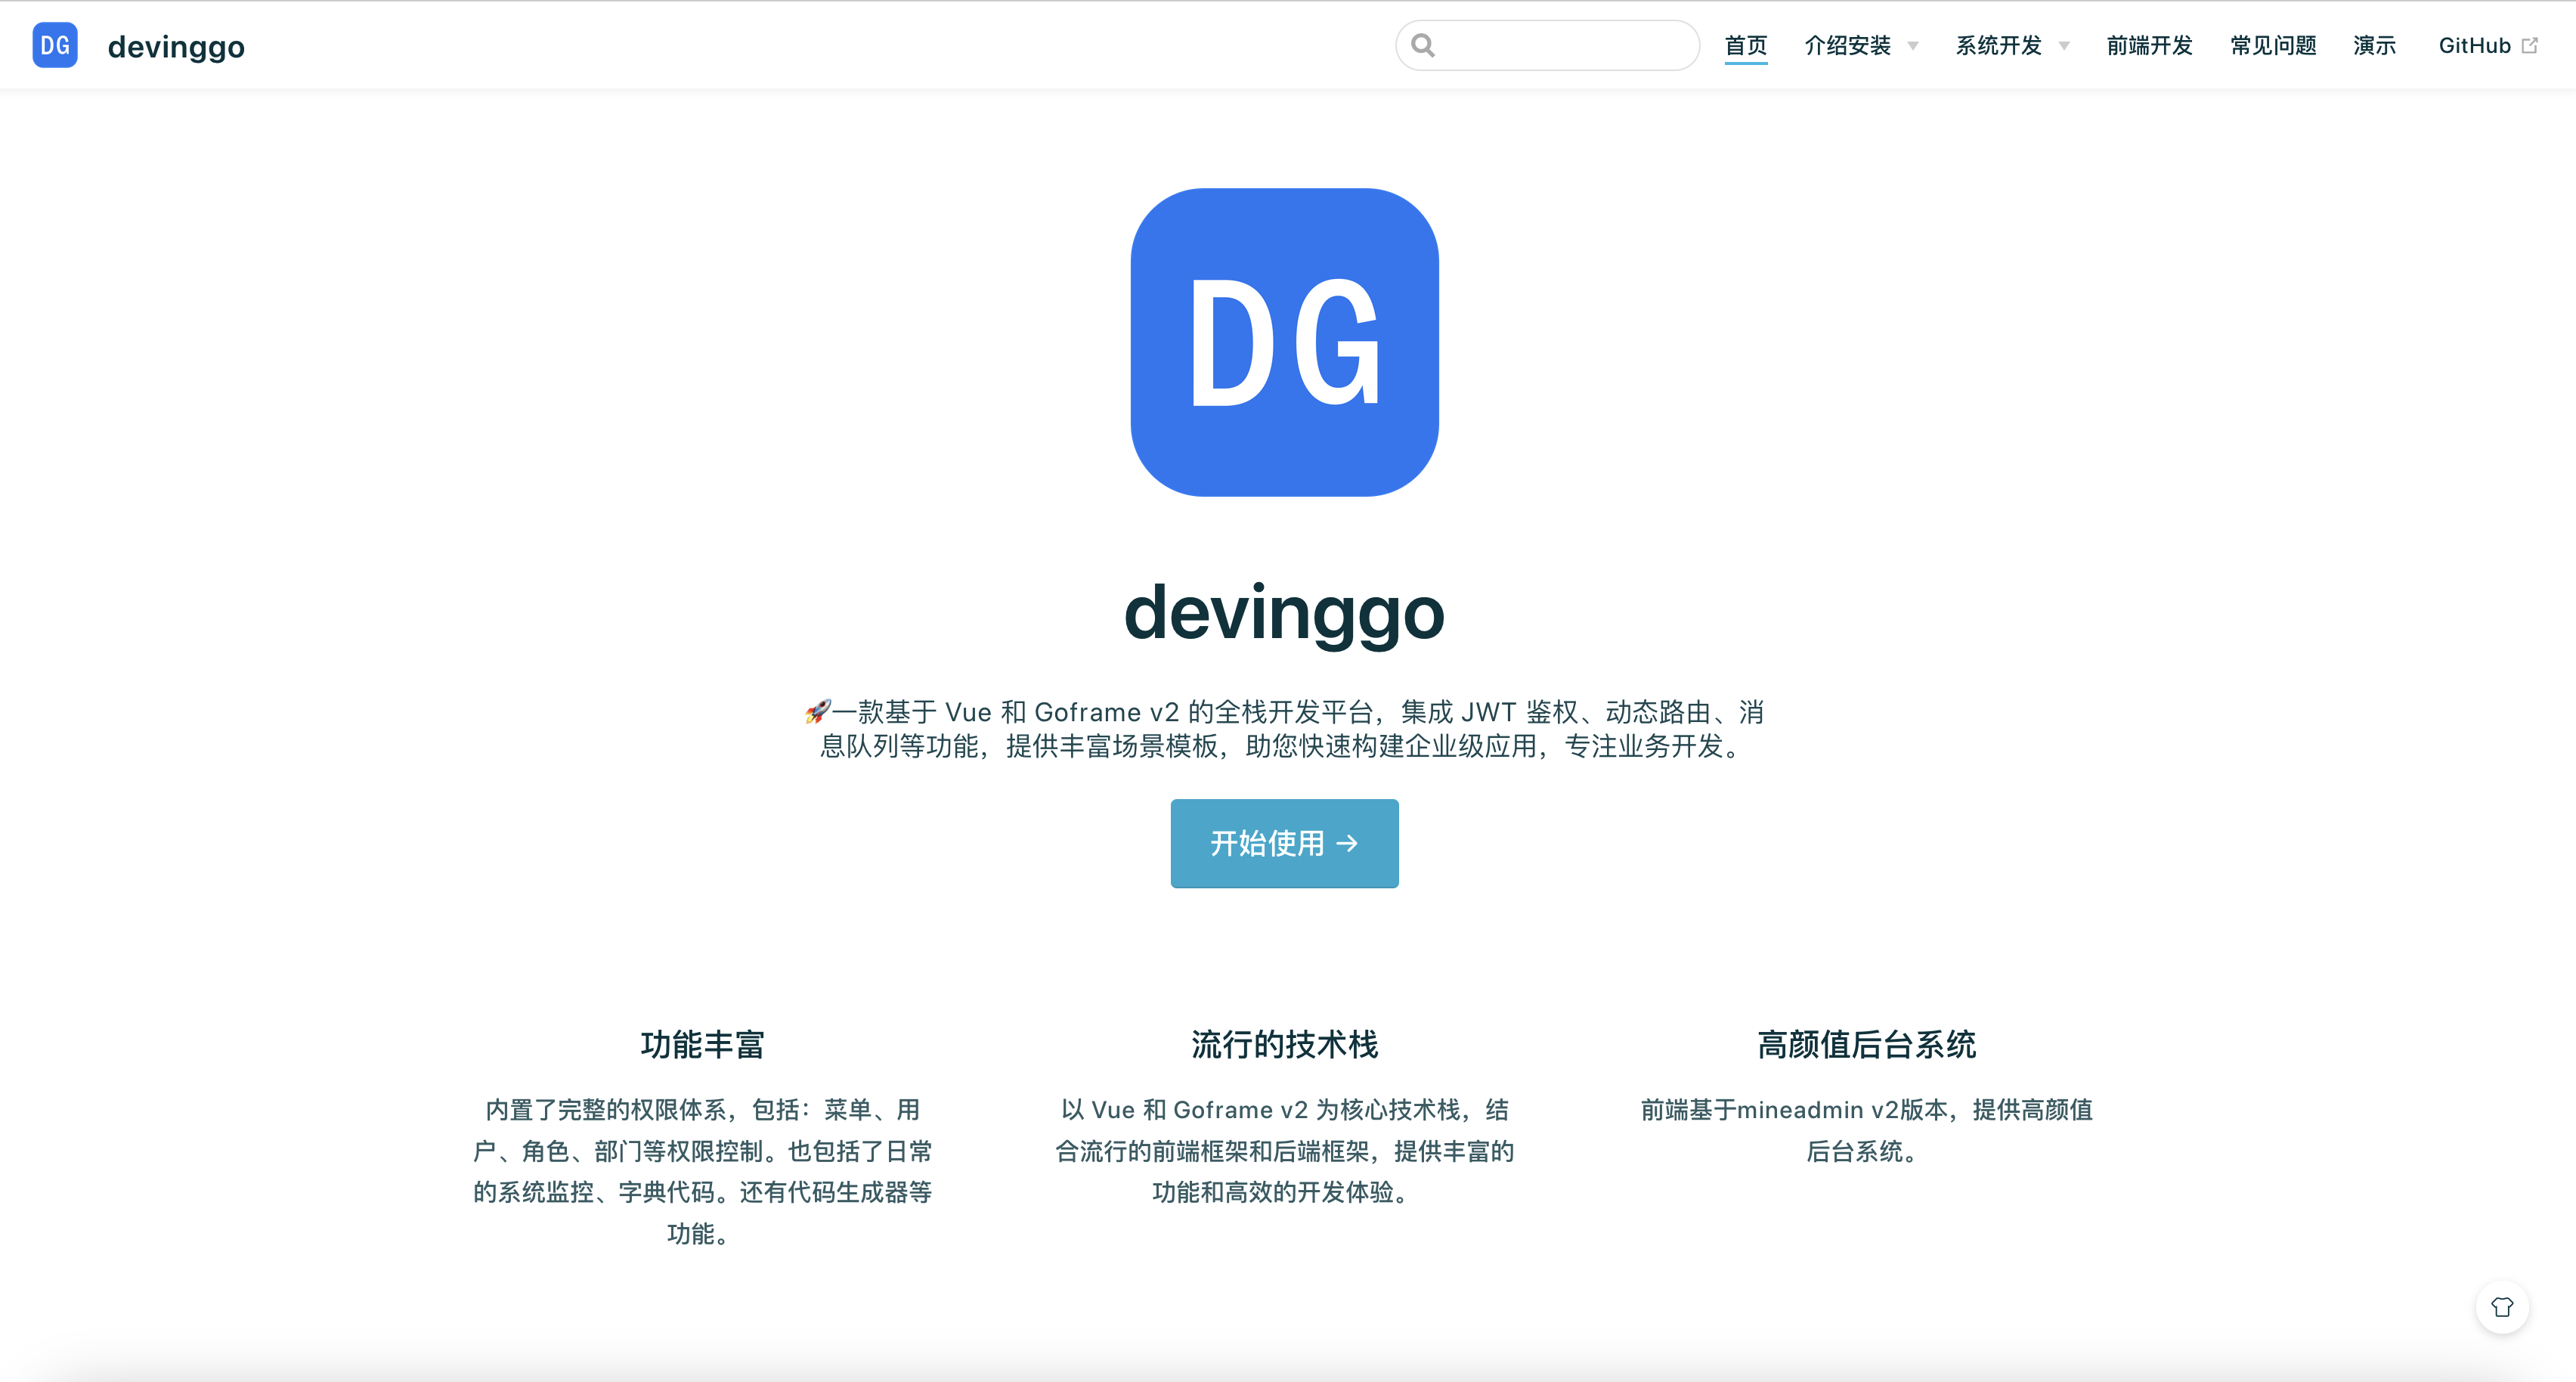 DG devinggo 首页 介绍安装 系统开发 前端开发 常见问题 演示 GitHub
DG
devinggo
🚀一款基于 Vue 和 Goframe v2 的全栈开发平台，集成 JWT 鉴权、动态路由、消
息队列等功能，提供丰富场景模板，助您快速构建企业级应用，专注业务开发。
开始使用 →
功能丰富
内置了完整的权限体系，包括：菜单、用
户、角色、部门等权限控制。也包括了日常
的系统监控、字典代码。还有代码生成器等
功能。
流行的技术栈
以 Vue 和 Goframe v2 为核心技术栈，结
合流行的前端框架和后端框架，提供丰富的
功能和高效的开发体验。
高颜值后台系统
前端基于mineadmin v2版本，提供高颜值
后台系统。